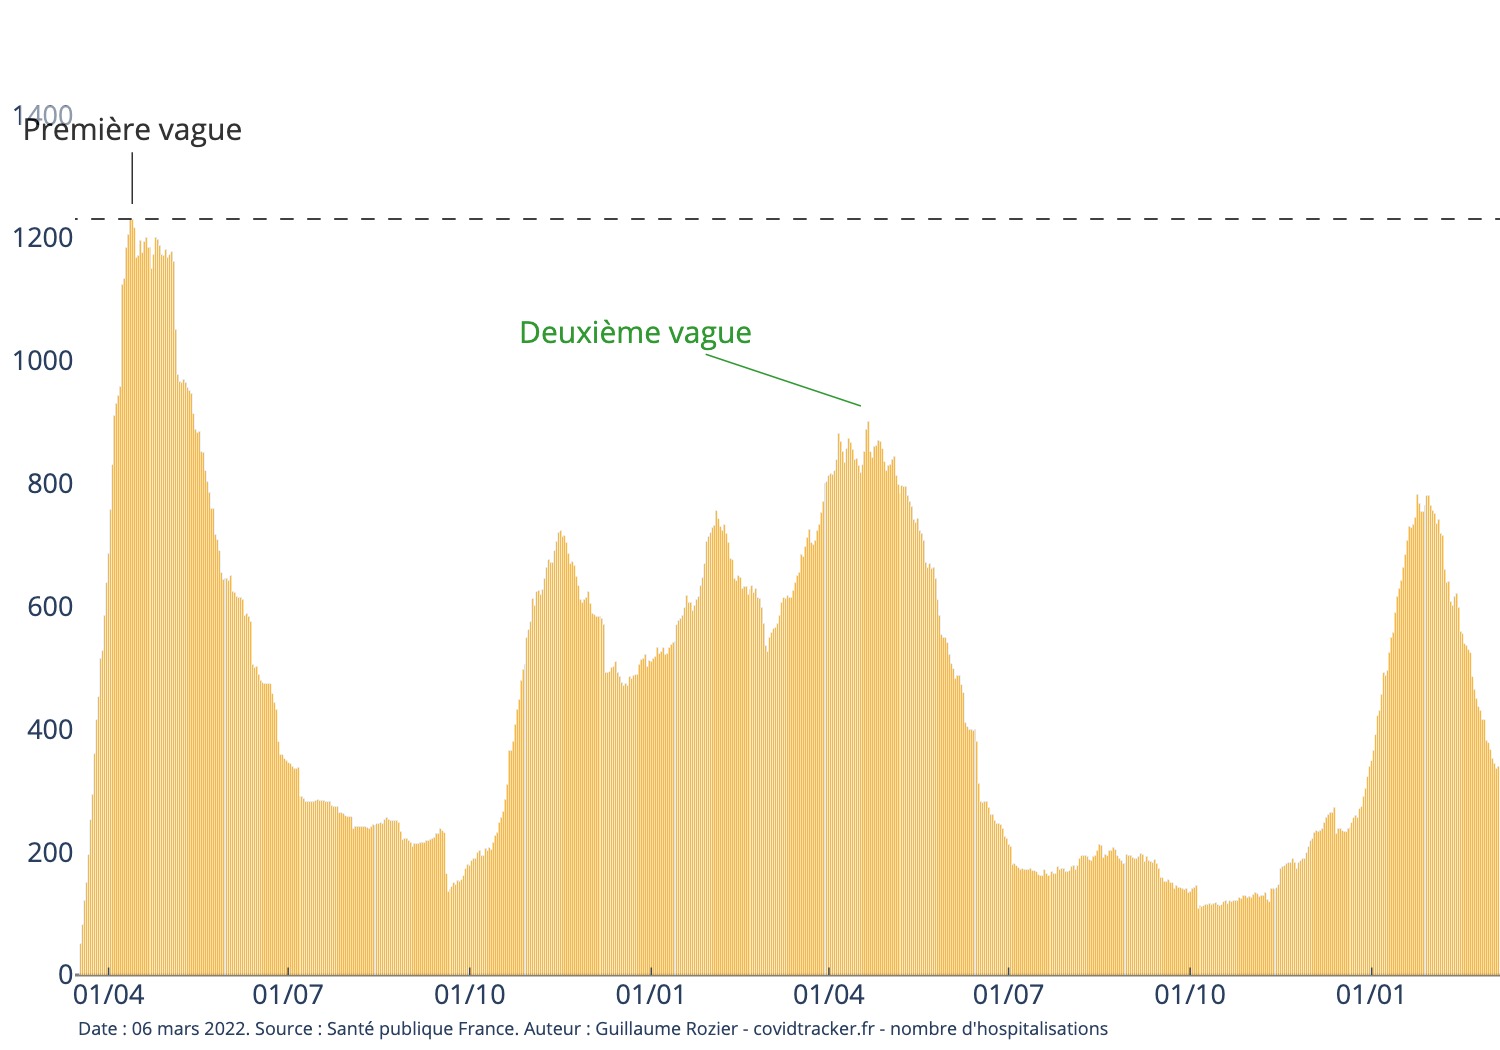 1400
Première vague
1200
Deuxième vague
1000
800
600
400
200
0
01/04 01/07 01/10 01/01 01/04 01/07 01/10 01/01
Date : 06 mars 2022. Source : Santé publique France. Auteur : Guillaume Rozier - covidtracker.fr - nombre d'hospitalisations